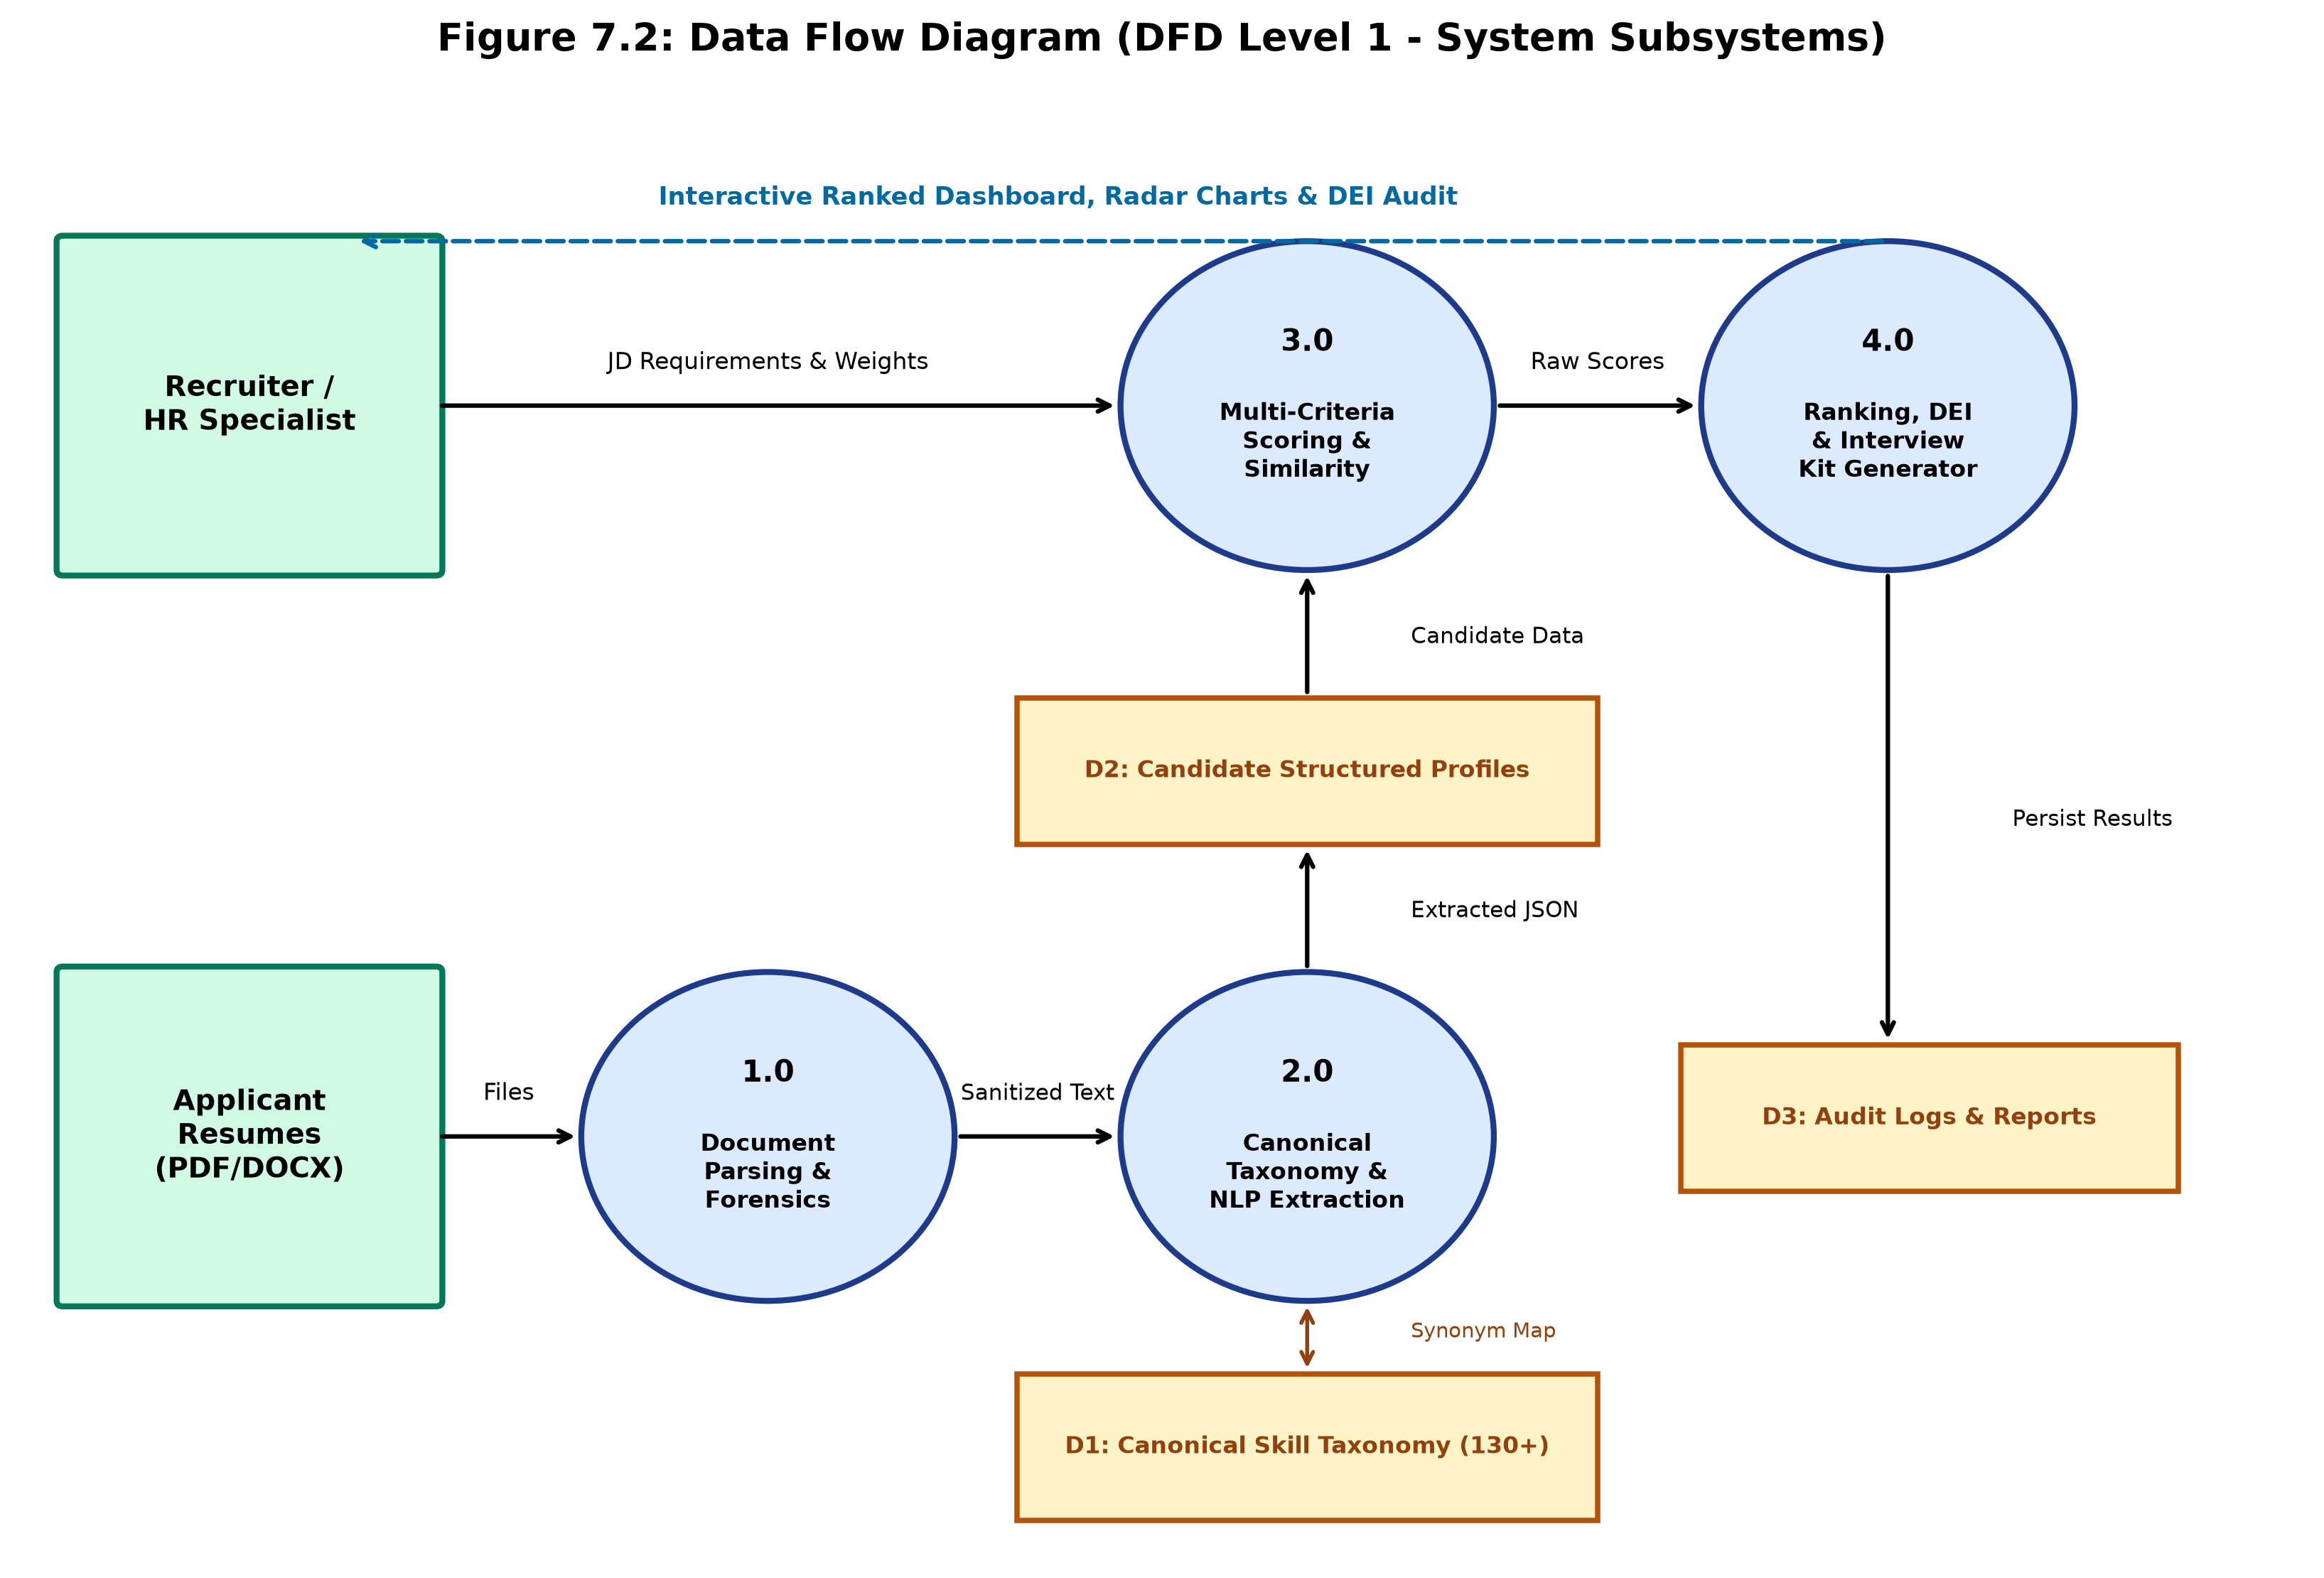 Figure 7.2: Data Flow Diagram (DFD Level 1 - System Subsystems)
Interactive Ranked Dashboard, Radar Charts & DEI Audit
Recruiter /
HR Specialist
JD Requirements & Weights
3.0
Multi-Criteria
Scoring &
Similarity
Raw Scores
4.0
Ranking, DEI
& Interview
Kit Generator
Candidate Data
D2: Candidate Structured Profiles
Persist Results
Extracted JSON
Applicant
Resumes
(PDF/DOCX)
Files
1.0
Document
Parsing &
Forensics
Sanitized Text
2.0
Canonical
Taxonomy &
NLP Extraction
D3: Audit Logs & Reports
Synonym Map
D1: Canonical Skill Taxonomy (130+)